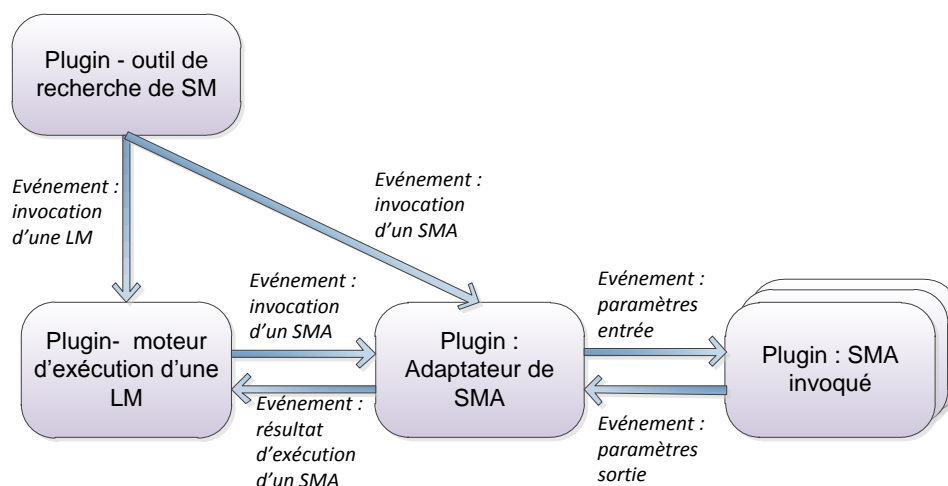 Plugin - outil de
recherche de SM
Evénement :
invocation
d'une LM
Evénement :
invocation
d'un SMA
Evénement :
invocation
d'un SMA
Evénement :
paramètres
entrée
Plugin-  moteur
d'exécution d'une
LM
Plugin :
Adaptateur de
SMA
Plugin : SMA
invoqué
Evénement :
résultat
d'exécution
d'un SMA
Evénement :
paramètres
sortie